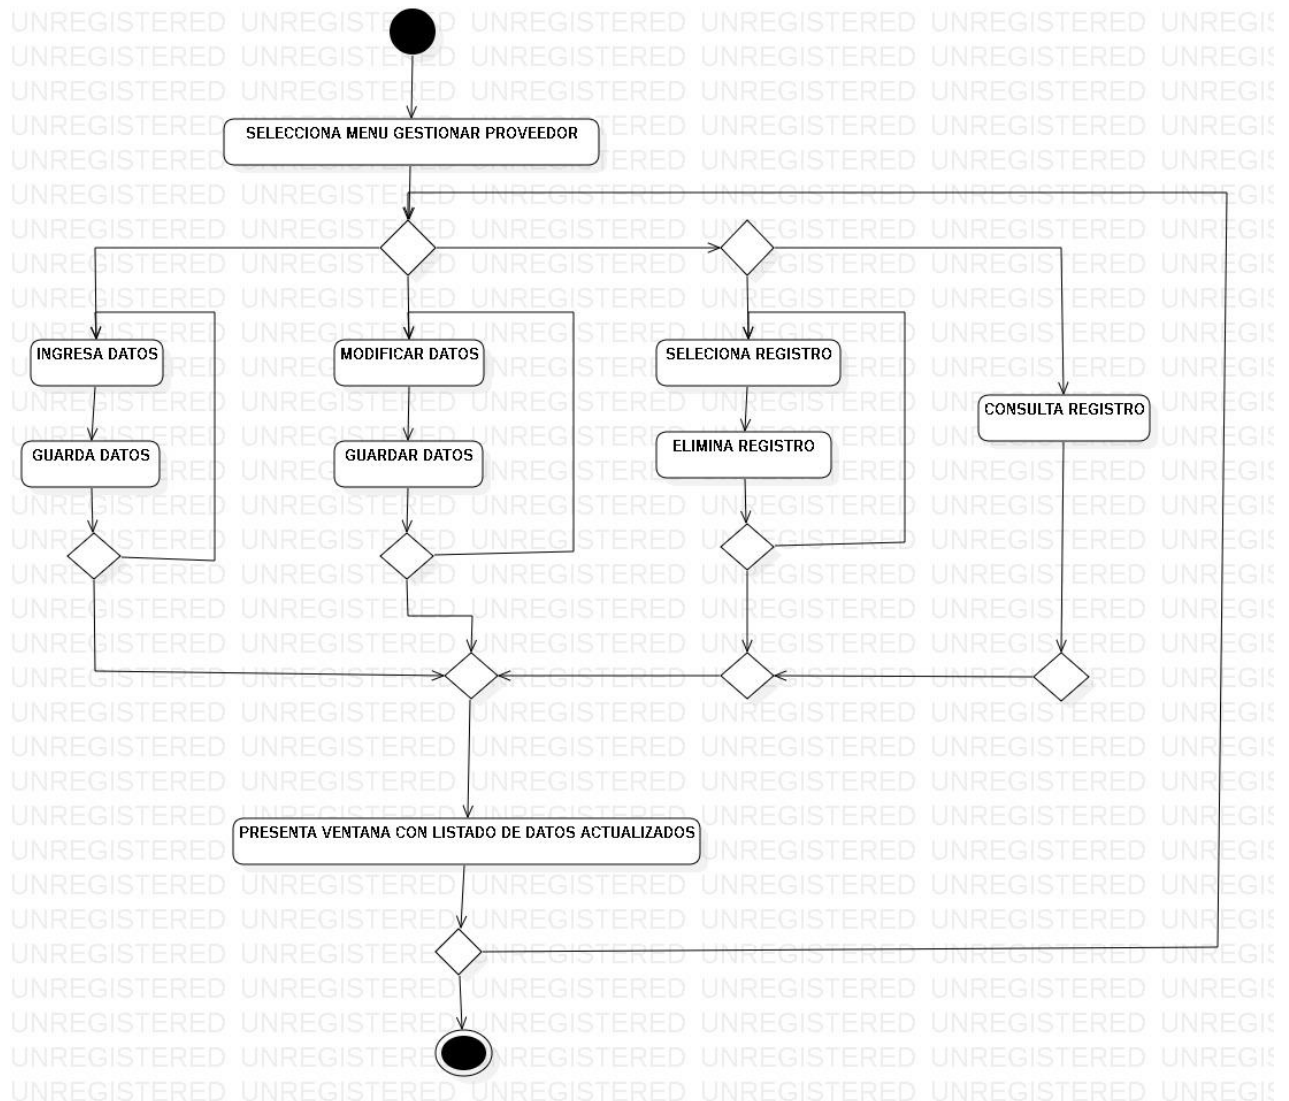 SELECCIONA MENU GESTIONAR PROVEEDOR
INGRESA DATOS
MODIFICAR DATOS
SELECIONA REGISTRO
CONSULTA REGISTRO
GUARDA DATOS
GUARDAR DATOS
ELIMINA REGISTRO
PRESENTA VENTANA CON LISTADO DE DATOS ACTUALIZADOS
UNREGISTERED